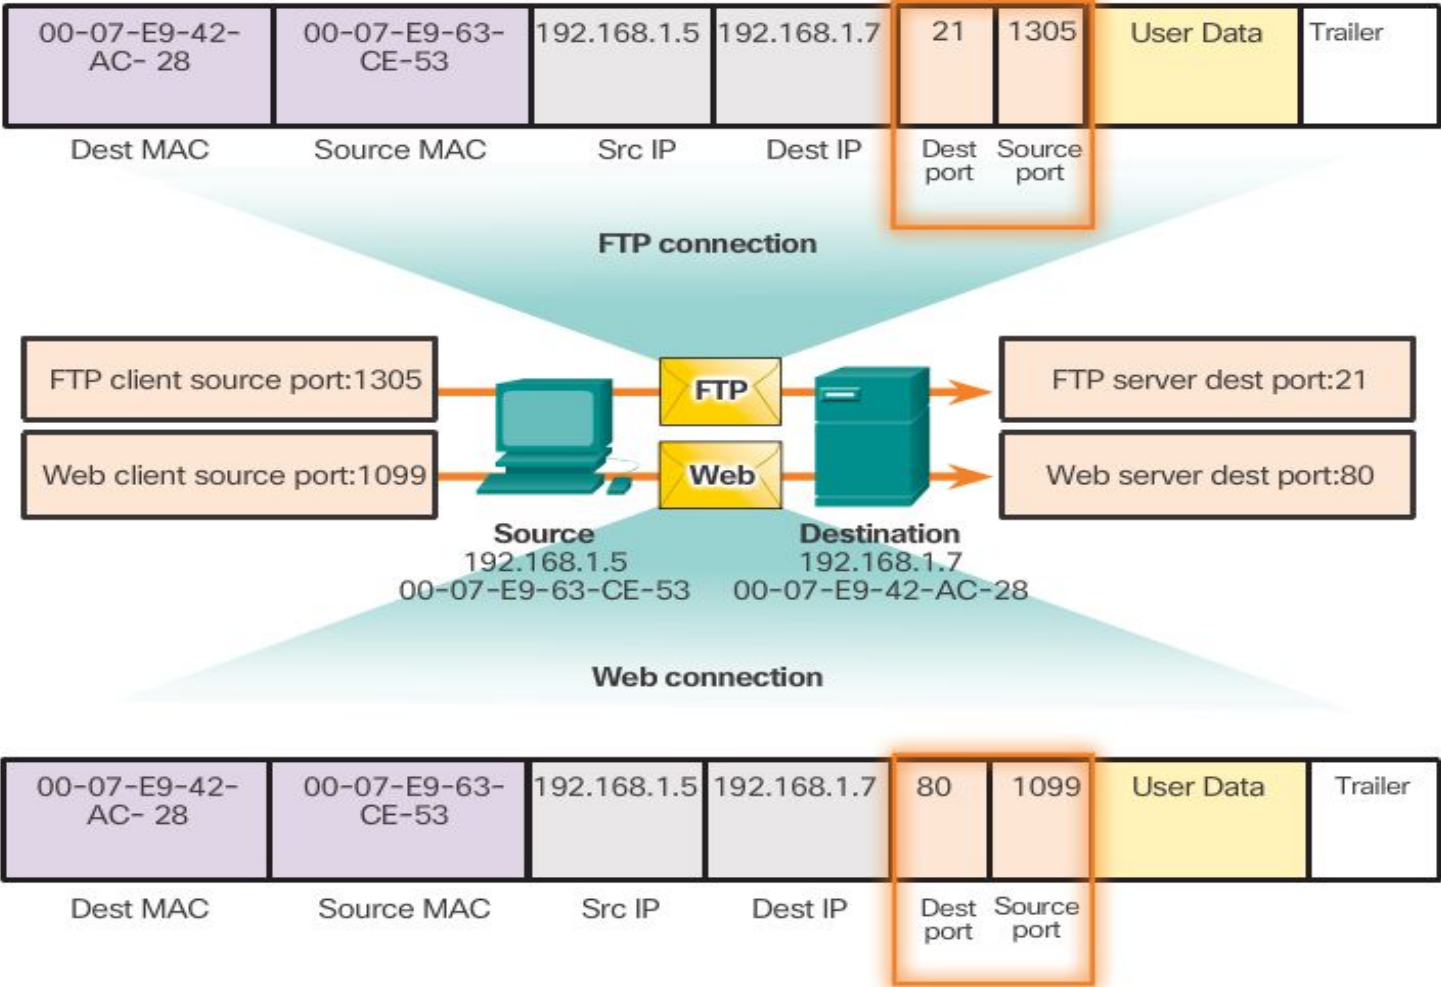 00-07-E9-42-
AC- 28
00-07-E9-63-
CE-53
192.168.1.5
192.168.1.7
21
1305
User Data
Trailer
Dest MAC
Source MAC
Src IP
Dest IP
Dest
port
Source
port
FTP connection
FTP client source port:1305
FTP
FTP server dest port:21
Web client source port:1099
Web
Web server dest port:80
Source
192.168.1.5
00-07-E9-63-CE-53
Destination
192.168.1.7
00-07-E9-42-AC-28
Web connection
00-07-E9-42-
AC- 28
00-07-E9-63-
CE-53
192.168.1.5
192.168.1.7
80
1099
User Data
Trailer
Dest MAC
Source MAC
Src IP
Dest IP
Dest
port
Source
port